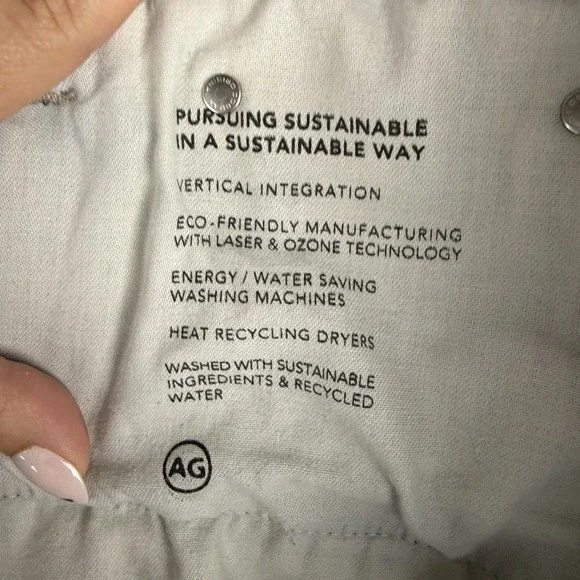 PURSUING SUSTAINABLE
IN A SUSTAINABLE WAY
VERTICAL INTEGRATION
ECO-FRIENDLY MANUFACTURING
WITH LASER & OZONE TECHNOLOGY
ENERGY / WATER SAVING
WASHING MACHINES
HEAT RECYCLING DRYERS
WASHED WITH SUSTAINABLE
INGREDIENTS & RECYCLED
WATER
AG